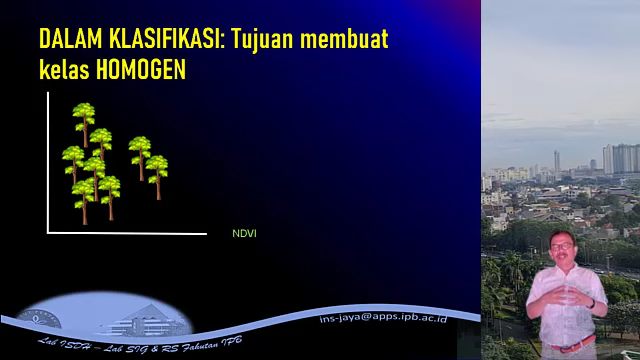 DALAM KLASIFIKASI: Tujuan membuat
kelas HOMOGEN
NDVI
ins-jaya@apps.ipb.ac.id
Lab ISDH – Lab SIG & RS Fahutan IPB